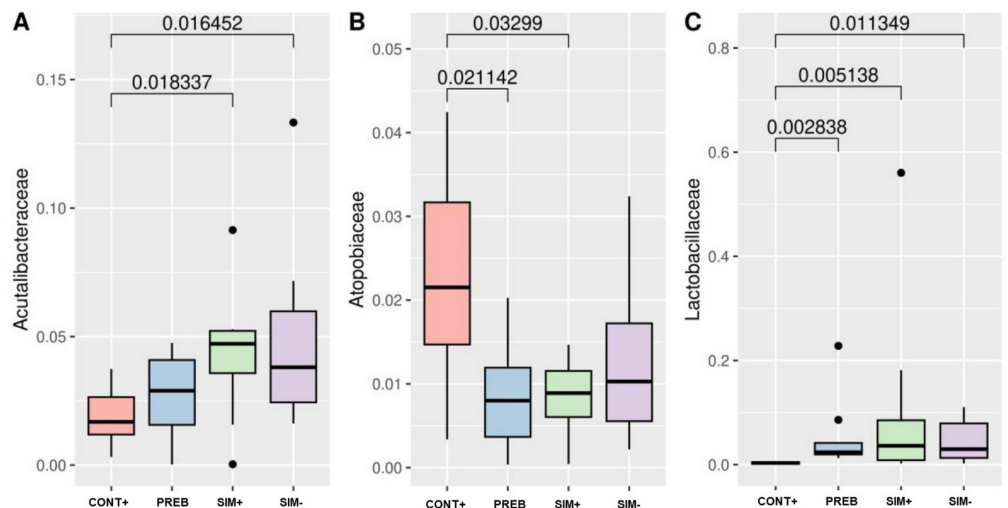 A
0.016452
0.018337
0.15
0.10
0.05
0.00
Acutalibacteraceae
CONT+ PREB SIM+ SIM-
B
0.03299
0.021142
0.05
0.04
0.03
0.02
0.01
0.00
Atopobiaceae
CONT+ PREB SIM+ SIM-
C
0.011349
0.005138
0.002838
0.8
0.6
0.4
0.2
0.0
Lactobacillaceae
CONT+ PREB SIM+ SIM-